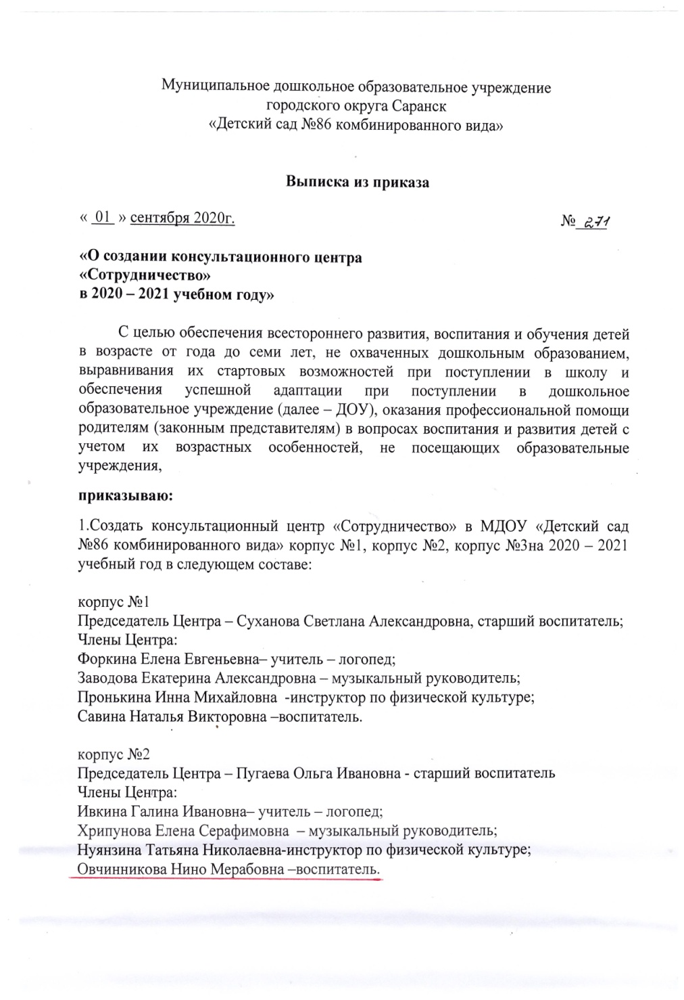 Муниципальное дошкольное образовательное учреждение
городского округа Саранск
«Детский сад №86 комбинированного вида»
Выписка из приказа
« 01 » сентября 2020г. № 271
«О создании консультационного центра
«Сотрудничество»
в 2020 – 2021 учебном году»
С целью обеспечения всестороннего развития, воспитания и обучения детей
в возрасте от года до семи лет, не охваченных дошкольным образованием,
выравнивания их стартовых возможностей при поступлении в школу и
обеспечения успешной адаптации при поступлении в дошкольное
образовательное учреждение (далее – ДОУ), оказания профессиональной помощи
родителям (законным представителям) в вопросах воспитания и развития детей с
учетом их возрастных особенностей, не посещающих образовательные
учреждения,
приказываю:
1.Создать консультационный центр «Сотрудничество» в МДОУ «Детский сад
№86 комбинированного вида» корпус №1, корпус №2, корпус №3на 2020 – 2021
учебный год в следующем составе:
корпус №1
Председатель Центра – Суханова Светлана Александровна, старший воспитатель;
Члены Центра:
Форкина Елена Евгеньевна– учитель – логопед;
Заводова Екатерина Александровна – музыкальный руководитель;
Пронькина Инна Михайловна -инструктор по физической культуре;
Савина Наталья Викторовна –воспитатель.
корпус №2
Председатель Центра – Пугаева Ольга Ивановна - старший воспитатель
Члены Центра:
Ивкина Галина Ивановна– учитель – логопед;
Хрипунова Елена Серафимовна – музыкальный руководитель;
Нуянзина Татьяна Николаевна-инструктор по физической культуре;
Овчинникова Нино Мерабовна –воспитатель.